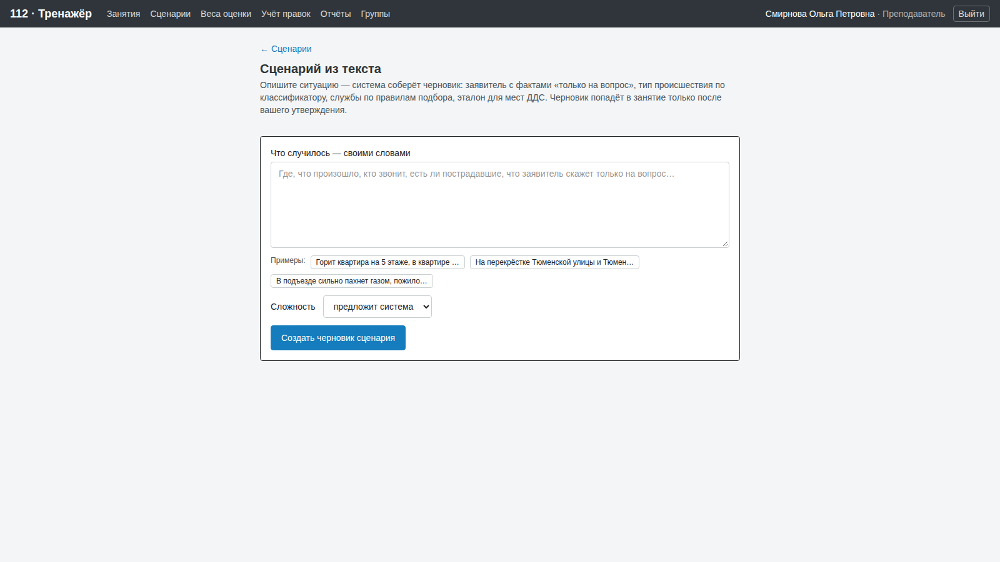 112 · Тренажёр Занятия Сценарии Веса оценки Учёт правок Отчёты Группы Смирнова Ольга Петровна · Преподаватель Выйти
← Сценарии
Сценарий из текста
Опишите ситуацию — система соберёт черновик: заявитель с фактами «только на вопрос», тип происшествия по
классификатору, службы по правилам подбора, эталон для мест ДДС. Черновик попадёт в занятие только после
вашего утверждения.
Что случилось — своими словами
Где, что произошло, кто звонит, есть ли пострадавшие, что заявитель скажет только на вопрос…
Примеры: Горит квартира на 5 этаже, в квартире … На перекрёстке Тюменской улицы и Тюмен…
В подъезде сильно пахнет газом, пожило…
Сложность предложит система
Создать черновик сценария